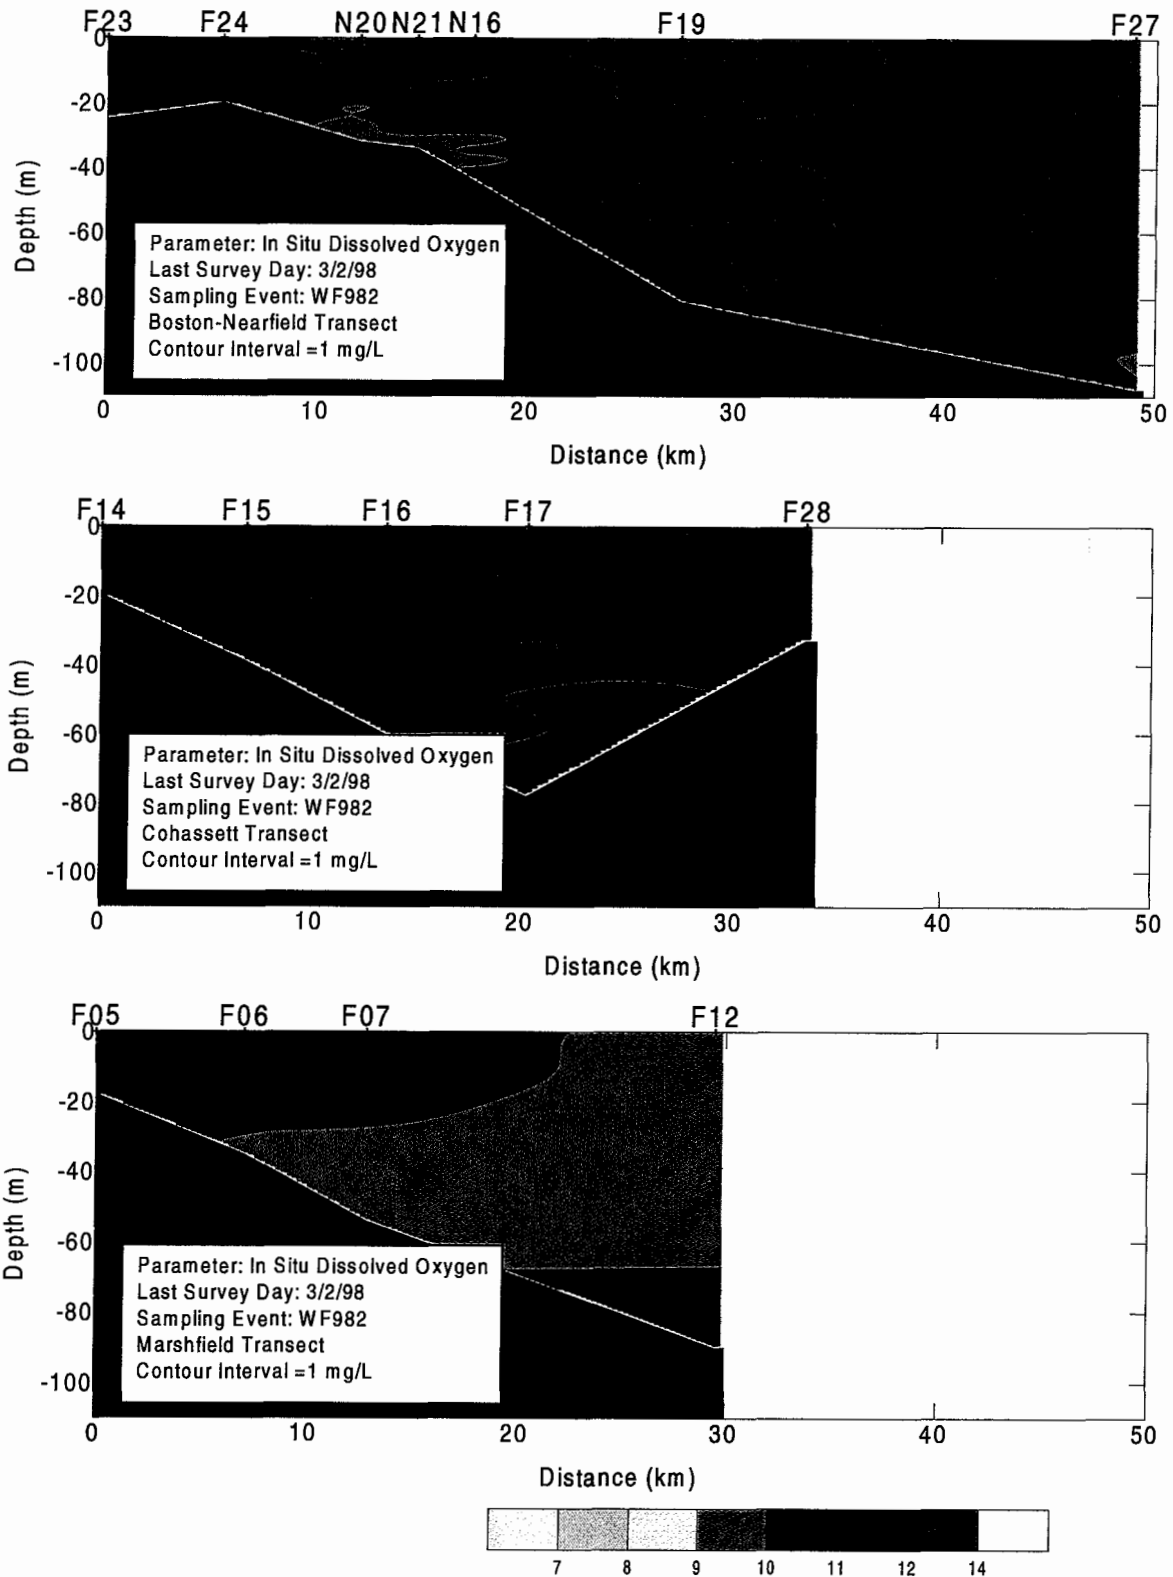 F23 F24 N20 N21 N16 F19 F27
0
-20
-40
-60
-80
-100
Depth (m)
Parameter: In Situ Dissolved Oxygen
Last Survey Day: 3/2/98
Sampling Event: WF982
Boston-Nearfield Transect
Contour Interval =1 mg/L
0 10 20 30 40 50
Distance (km)
F14 F15 F16 F17 F28
0
-20
-40
-60
-80
-100
Depth (m)
Parameter: In Situ Dissolved Oxygen
Last Survey Day: 3/2/98
Sampling Event: WF982
Cohassett Transect
Contour Interval =1 mg/L
0 10 20 30 40 50
Distance (km)
F05 F06 F07 F12
0
-20
-40
-60
-80
-100
Depth (m)
Parameter: In Situ Dissolved Oxygen
Last Survey Day: 3/2/98
Sampling Event: WF982
Marshfield Transect
Contour Interval =1 mg/L
0 10 20 30 40 50
Distance (km)
7 8 9 10 11 12 14